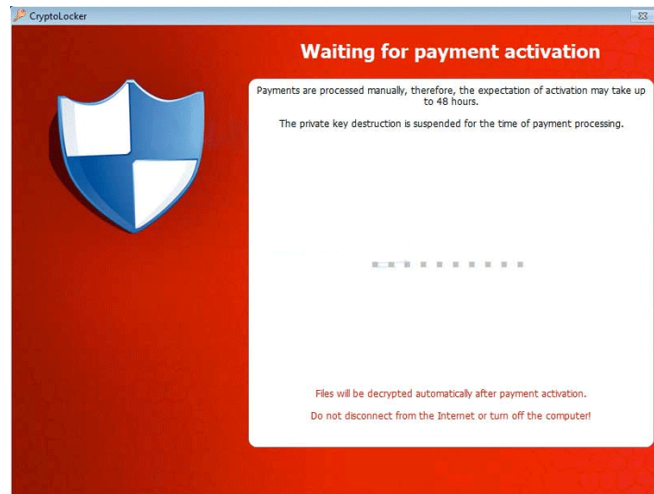 CryptoLocker
Waiting for payment activation
Payments are processed manually, therefore, the expectation of activation may take up
to 48 hours.
The private key destruction is suspended for the time of payment processing.
Files will be decrypted automatically after payment activation.
Do not disconnect from the Internet or turn off the computer!